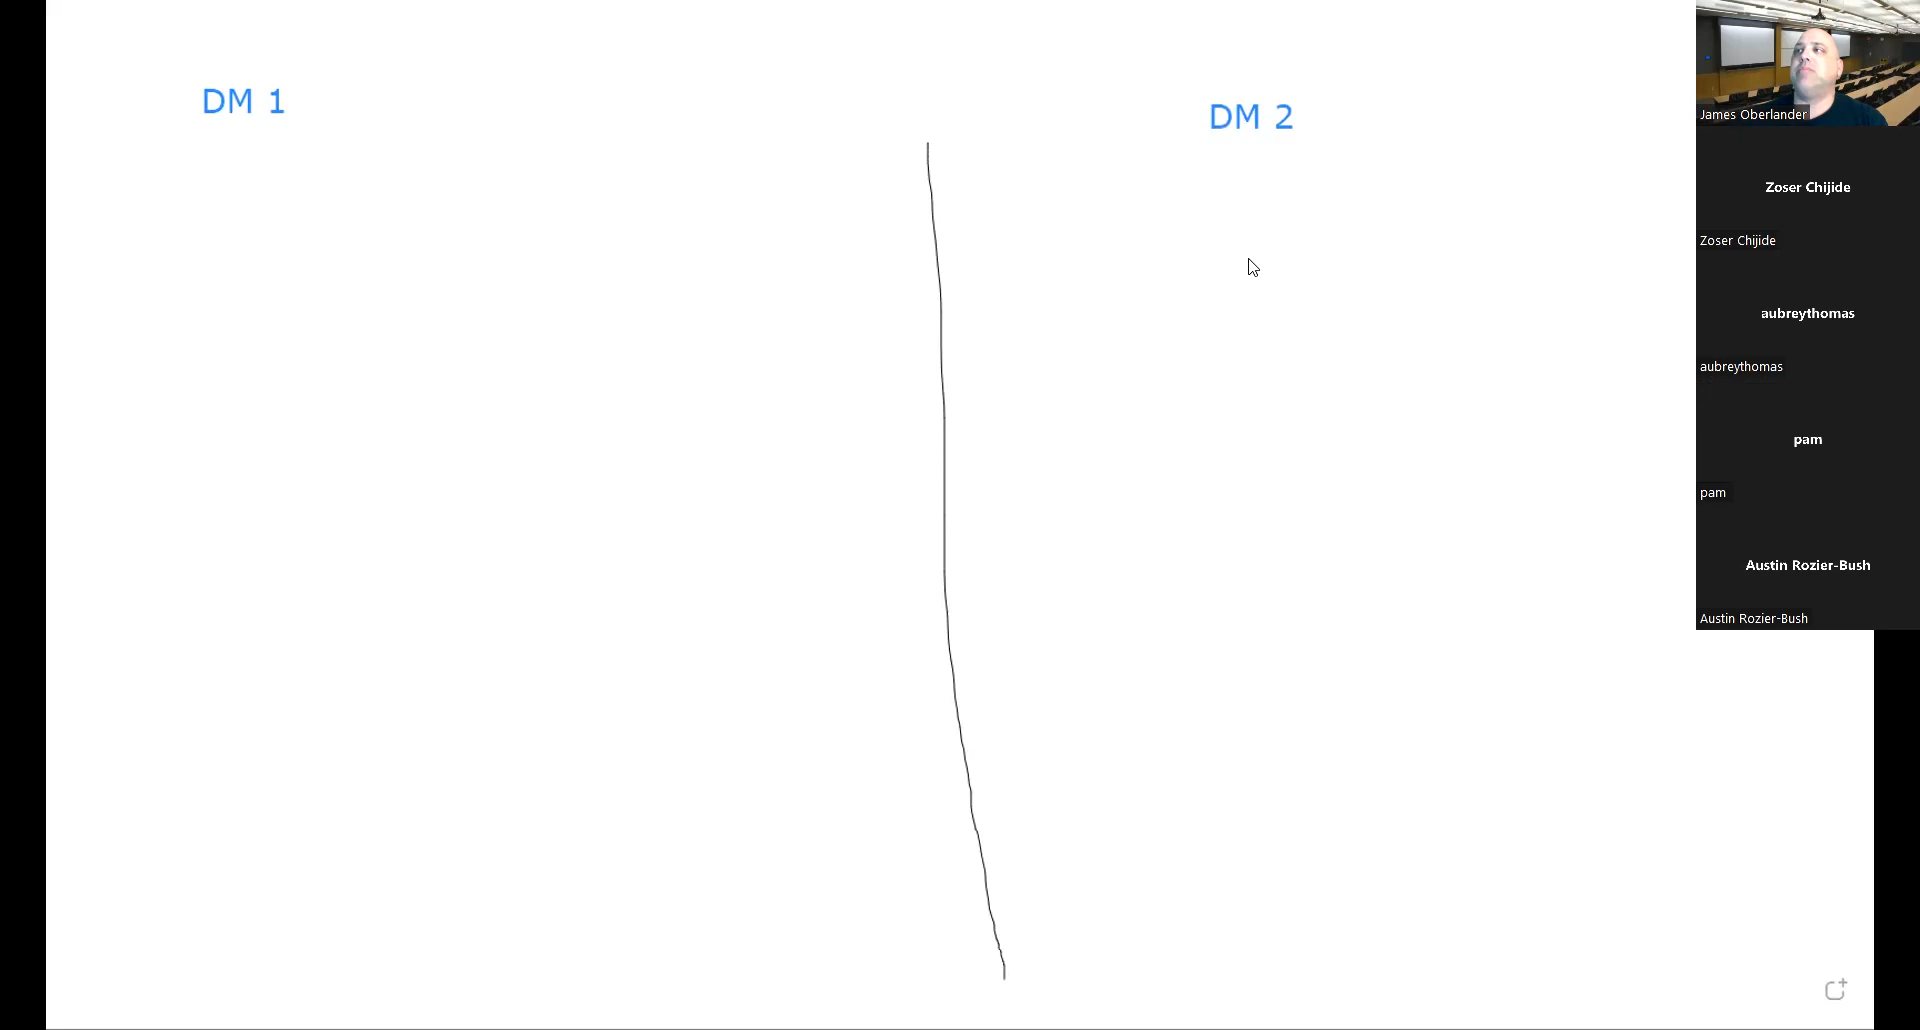 DM 1
DM 2
James Oberlander
Zoser Chijide
Zoser Chijide
aubreythomas
aubreythomas
pam
pam
Austin Rozier-Bush
Austin Rozier-Bush